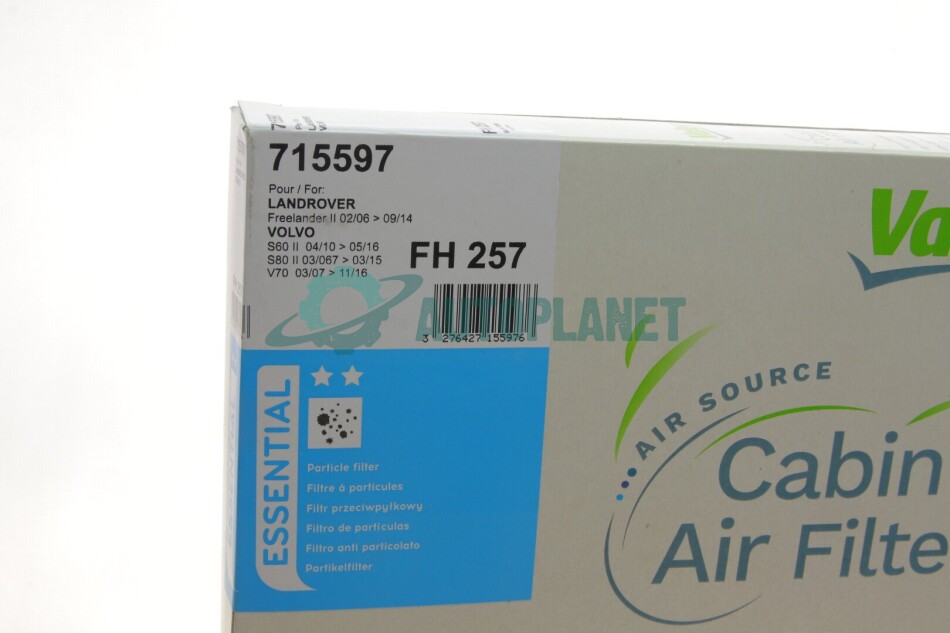 715597
Pour / For:
LANDROVER
Freelander II 02/06 > 09/14
VOLVO
S60 II 04/10 > 05/16
S80 II 03/067 > 03/15
V70 03/07 > 11/16
FH 257
3 276427 155976
AUTOPLANET
ESSENTIAL
Particle filter
Filtre à particules
Filtr przeciwpyłkowy
Filtro de partículas
Filtro anti particolato
Partikelfilter
Va
AIR SOURCE
Cabin
Air Filte